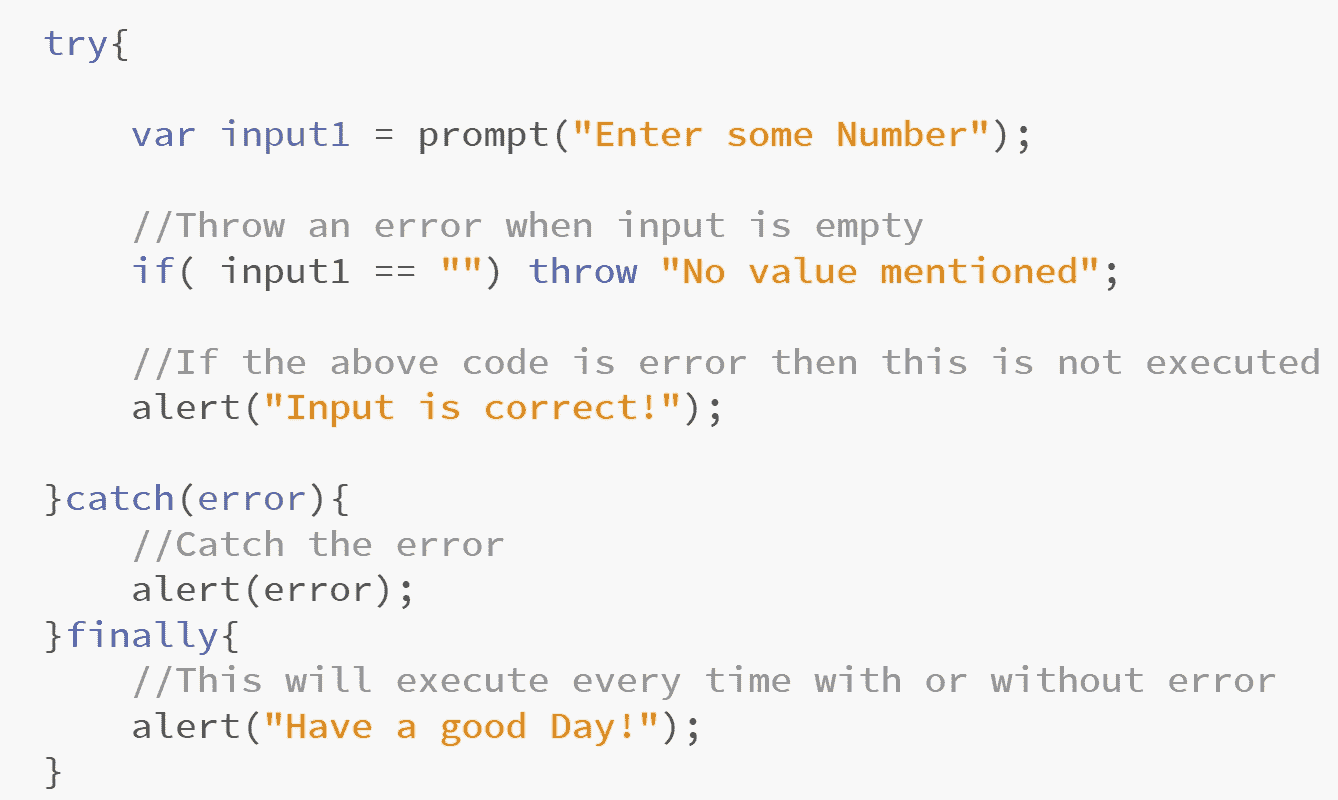 try{
var input1 = prompt("Enter some Number");
//Throw an error when input is empty
if( input1 == "") throw "No value mentioned";
//If the above code is error then this is not executed
alert("Input is correct!");
}catch(error){
//Catch the error
alert(error);
}finally{
//This will execute every time with or without error
alert("Have a good Day!");
}